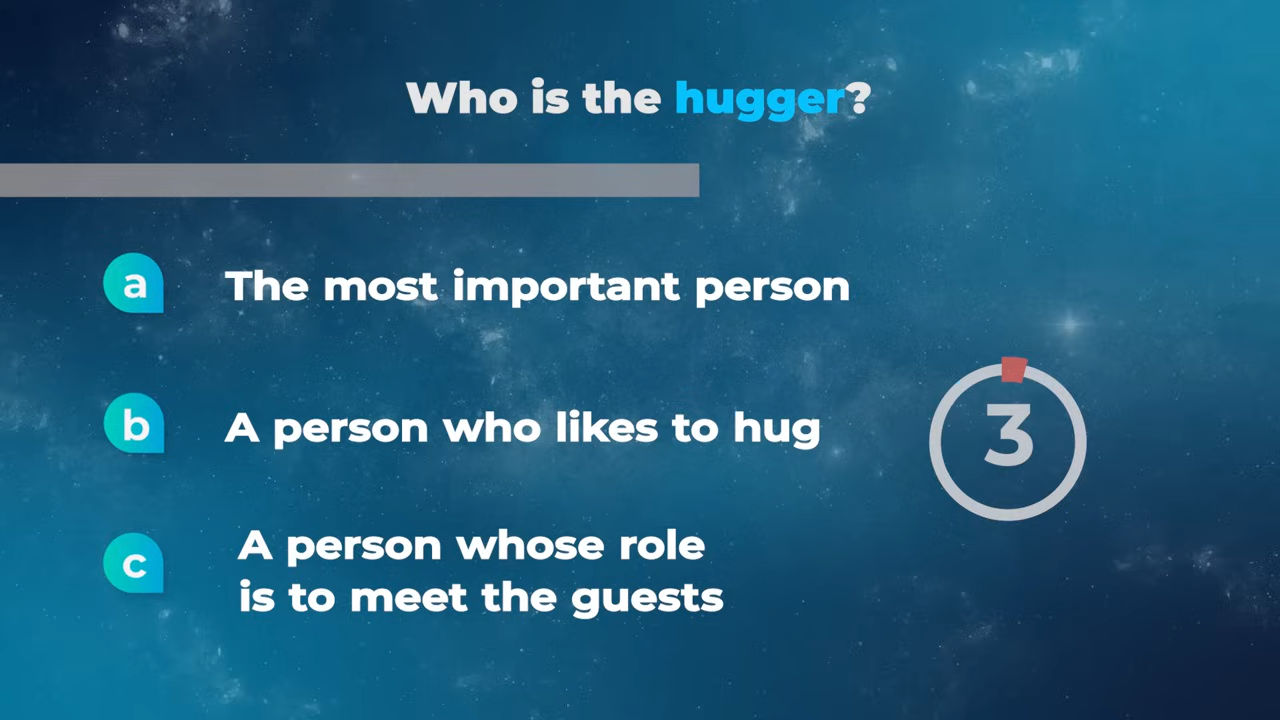 Who is the hugger?
a The most important person
b A person who likes to hug
3
c A person whose role
is to meet the guests